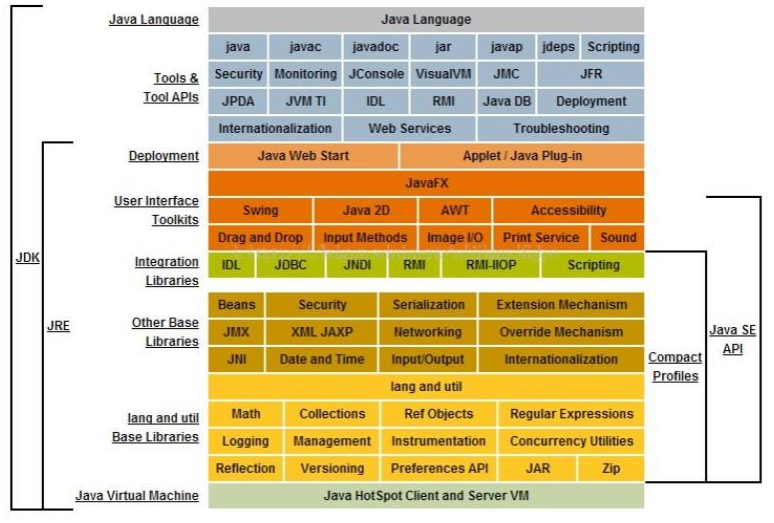 Java Language Java Language
java javac javadoc jar javap jdeps Scripting
Tools & Tool APIs
Security Monitoring JConsole VisualVM JMC JFR
JPDA JVM TI IDL RMI Java DB Deployment
Internationalization Web Services Troubleshooting
Deployment Java Web Start Applet / Java Plug-in
JavaFX
User Interface Toolkits
Swing Java 2D AWT Accessibility
Drag and Drop Input Methods Image I/O Print Service Sound
Integration Libraries
IDL JDBC JNDI RMI RMI-IIOP Scripting
Other Base Libraries
Beans Security Serialization Extension Mechanism
JMX XML JAXP Networking Override Mechanism
JNI Date and Time Input/Output Internationalization
lang and util
lang and util Base Libraries
Math Collections Ref Objects Regular Expressions
Logging Management Instrumentation Concurrency Utilities
Reflection Versioning Preferences API JAR Zip
Java Virtual Machine Java HotSpot Client and Server VM
JDK
JRE
Compact Profiles
Java SE API